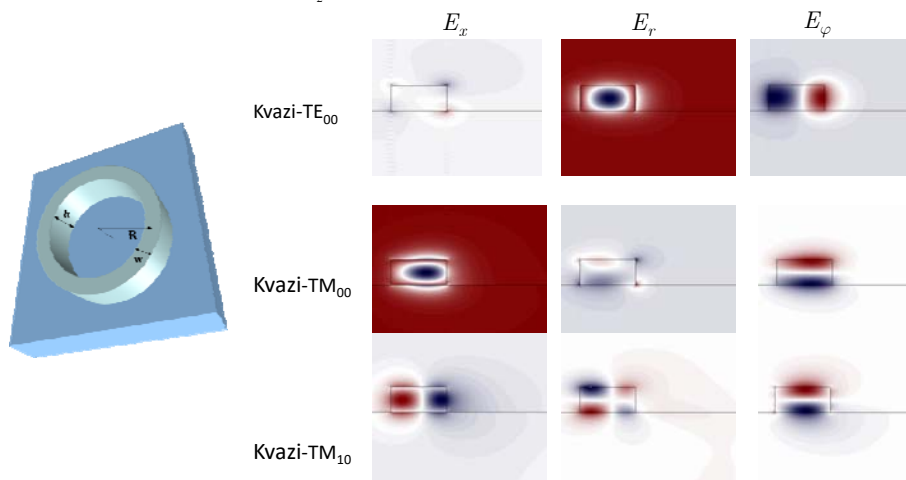 E_x E_r E_φ
Kvazi-TE₀₀
h
R
w
Kvazi-TM₀₀
Kvazi-TM₁₀